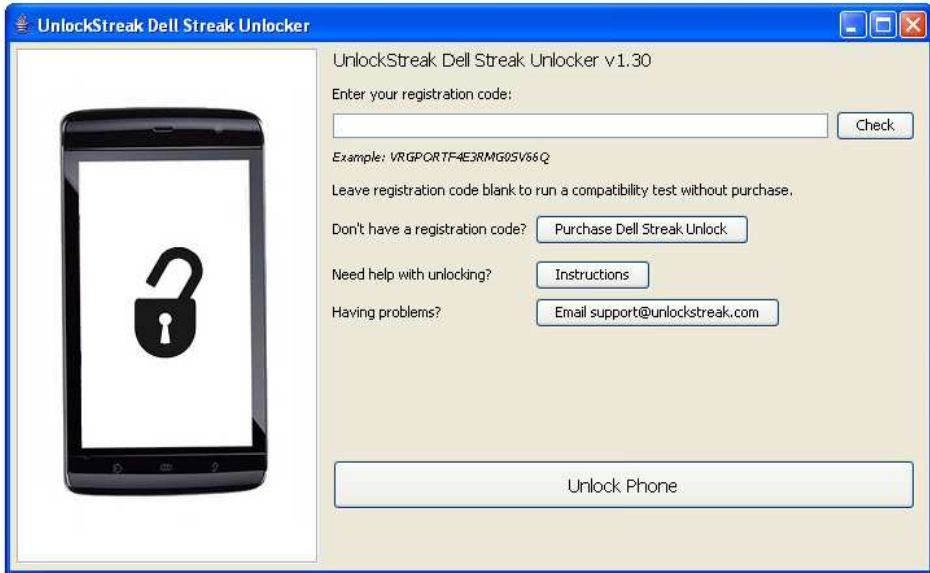 UnlockStreak Dell Streak Unlocker
UnlockStreak Dell Streak Unlocker v1.30
Enter your registration code:
Check
Example: VRGPORTF4E3RMG0SV66Q
Leave registration code blank to run a compatibility test without purchase.
Don't have a registration code? Purchase Dell Streak Unlock
Need help with unlocking? Instructions
Having problems? Email support@unlockstreak.com
Unlock Phone